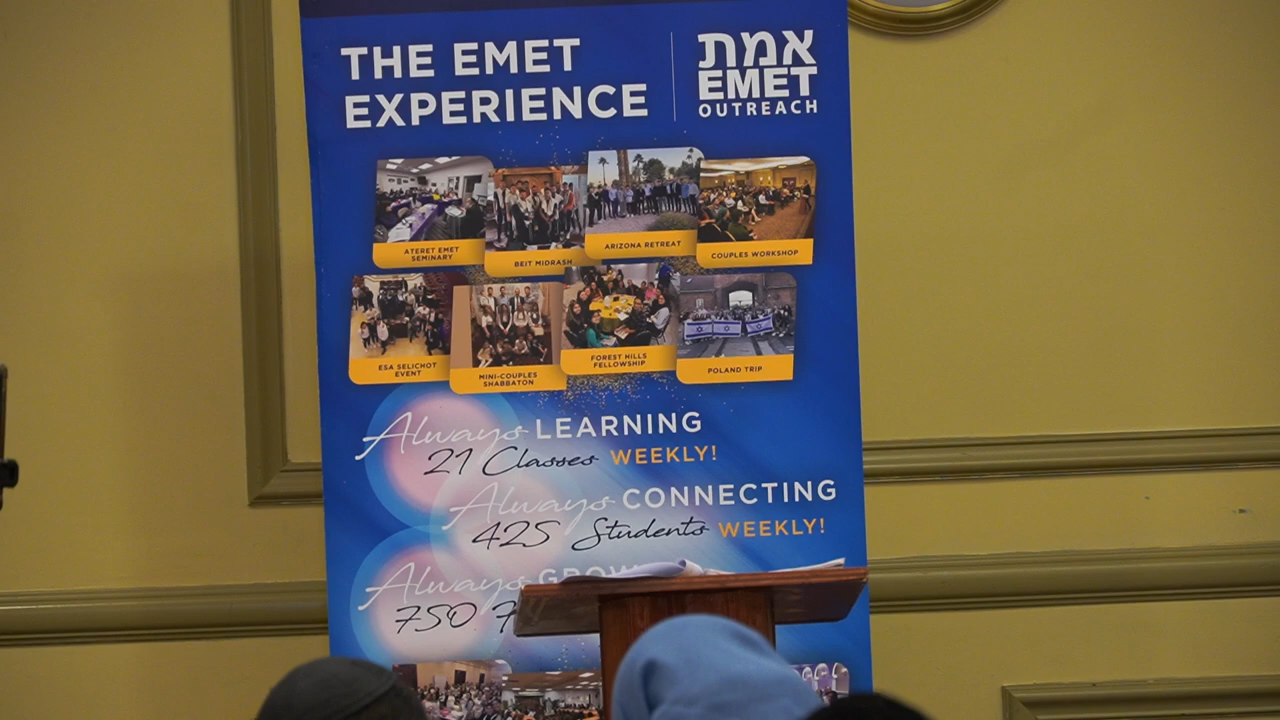 THE EMET
EXPERIENCE
אמת
EMET
OUTREACH
ATERET EMET
SEMINARY
BEIT MIDRASH
ARIZONA RETREAT
COUPLES WORKSHOP
ESA SELICHOT
EVENT
MINI-COUPLES
SHABBATON
FOREST HILLS
FELLOWSHIP
POLAND TRIP
Always LEARNING
21 Classes WEEKLY!
Always CONNECTING
425 Students WEEKLY!
Always
750